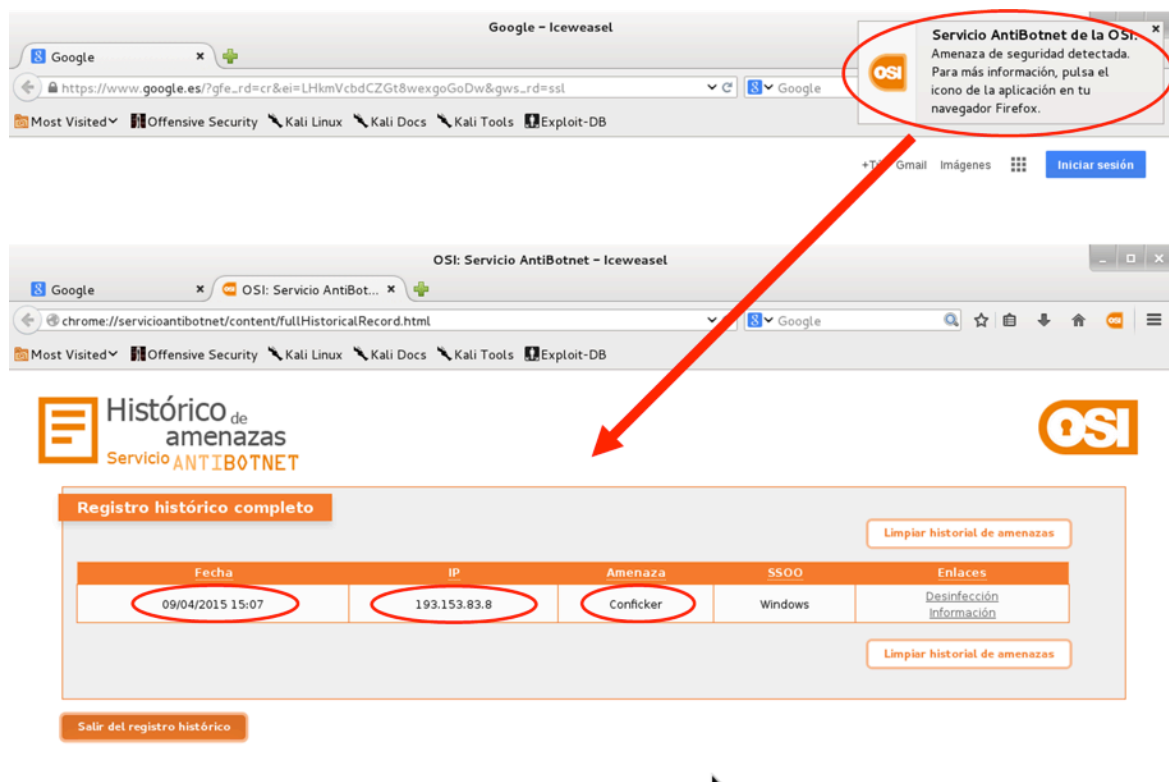 Google – Iceweasel
Google
https://www.google.es/?gfe_rd=cr&ei=LHkmVcbdCZGt8wexgoGoDw&gws_rd=ssl
Google
Servicio AntiBotnet de la OSI.
Amenaza de seguridad detectada.
Para más información, pulsa el
icono de la aplicación en tu
navegador Firefox.
OSI
Most Visited
Offensive Security
Kali Linux
Kali Docs
Kali Tools
Exploit-DB
Gmail
Imágenes
Iniciar sesión
OSI: Servicio AntiBotnet – Iceweasel
Google
OSI: Servicio AntiBot...
chrome://servicioantibotnet/content/fullHistoricalRecord.html
Google
Most Visited
Offensive Security
Kali Linux
Kali Docs
Kali Tools
Exploit-DB
Histórico de
amenazas
Servicio ANTIBOTNET
OSI
Registro histórico completo
Limpiar historial de amenazas
Fecha IP Amenaza SSOO Enlaces
09/04/2015 15:07 193.153.83.8 Conficker Windows Desinfección
Información
Limpiar historial de amenazas
Salir del registro histórico